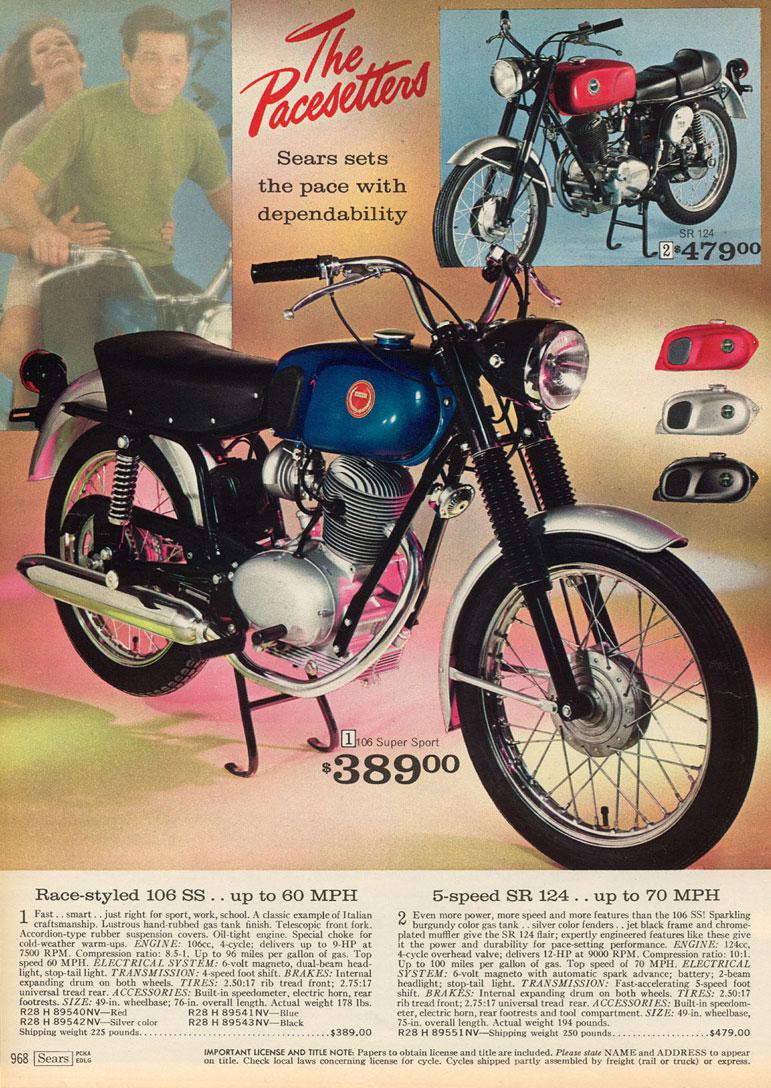 The
Pacesetters
Sears sets
the pace with
dependability
SR 124
2 $479⁰⁰
1 106 Super Sport
$389⁰⁰
Race-styled 106 SS . . up to 60 MPH
1 Fast . . smart . . just right for sport, work, school. A classic example of Italian
craftsmanship. Lustrous hand-rubbed gas tank finish. Telescopic front fork.
Accordion-type rubber suspension covers. Oil-tight engine. Special choke for
cold-weather warm-ups. ENGINE: 106cc, 4-cycle; delivers up to 9-HP at
7500 RPM. Compression ratio: 8.5-1. Up to 96 miles per gallon of gas. Top
speed 60 MPH. ELECTRICAL SYSTEM: 6-volt magneto, dual-beam head-
light, stop-tail light. TRANSMISSION: 4-speed foot shift. BRAKES: Internal
expanding drum on both wheels. TIRES: 2.50:17 rib tread front; 2.75:17
universal tread rear. ACCESSORIES: Built-in speedometer, electric horn, rear
footrests. SIZE: 49-in. wheelbase; 76-in. overall length. Actual weight 178 lbs.
R28 H 89540NV—Red R28 H 89541NV—Blue
R28 H 89542NV—Silver color R28 H 89543NV—Black
Shipping weight 225 pounds..............................$389.00
5-speed SR 124 . . up to 70 MPH
2 Even more power, more speed and more features than the 106 SS! Sparkling
burgundy color gas tank . . silver color fenders . . jet black frame and chrome-
plated muffler give the SR 124 flair; expertly engineered features like these give
it the power and durability for pace-setting performance. ENGINE: 124cc,
4-cycle overhead valve; delivers 12-HP at 9000 RPM. Compression ratio: 10:1.
Up to 100 miles per gallon of gas. Top speed of 70 MPH. ELECTRICAL
SYSTEM: 6-volt magneto with automatic spark advance; battery; 2-beam
headlight; stop-tail light. TRANSMISSION: Fast-accelerating 5-speed foot
shift. BRAKES: Internal expanding drum on both wheels. TIRES: 2.50:17
rib tread front; 2.75:17 universal tread rear. ACCESSORIES: Built-in speedom-
eter, electric horn, rear footrests and tool compartment. SIZE: 49-in. wheelbase,
75-in. overall length. Actual weight 194 pounds.
R28 H 89551NV—Shipping weight 250 pounds..........$479.00
968 Sears PCKA
EDLG
IMPORTANT LICENSE AND TITLE NOTE: Papers to obtain license and title are included. Please state NAME and ADDRESS to appear
on title. Check local laws concerning license for cycle. Cycles shipped partly assembled by freight (rail or truck) or express.